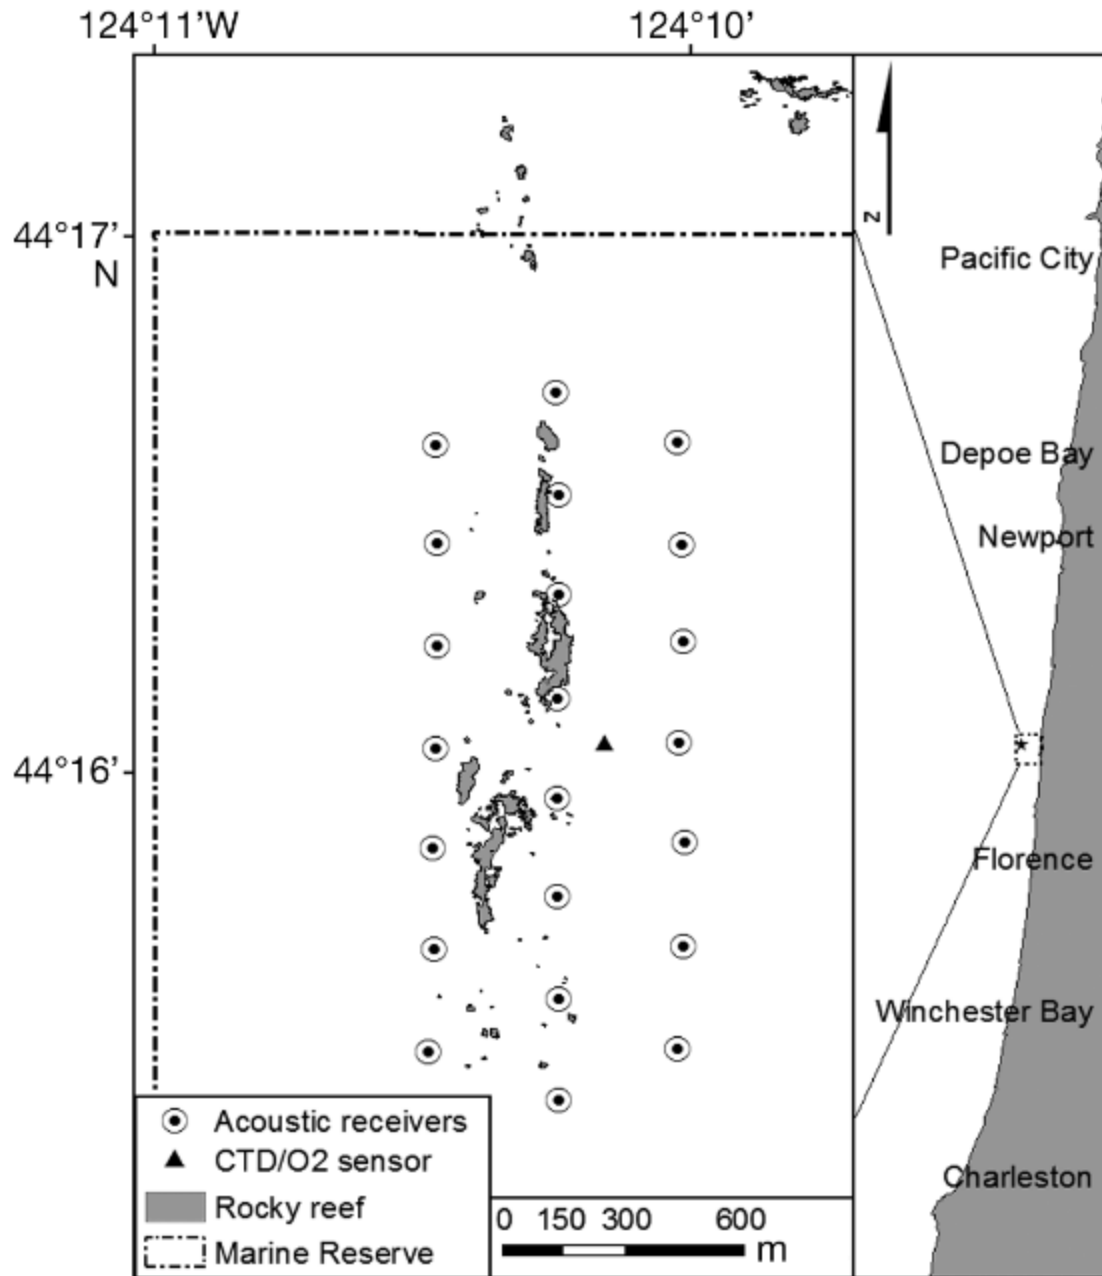 124°11'W 124°10'
44°17'
N
z
Pacific City
Depoe Bay
Newport
44°16'
Florence
Winchester Bay
Charleston
Acoustic receivers
CTD/O2 sensor
Rocky reef
Marine Reserve
0 150 300 600
m